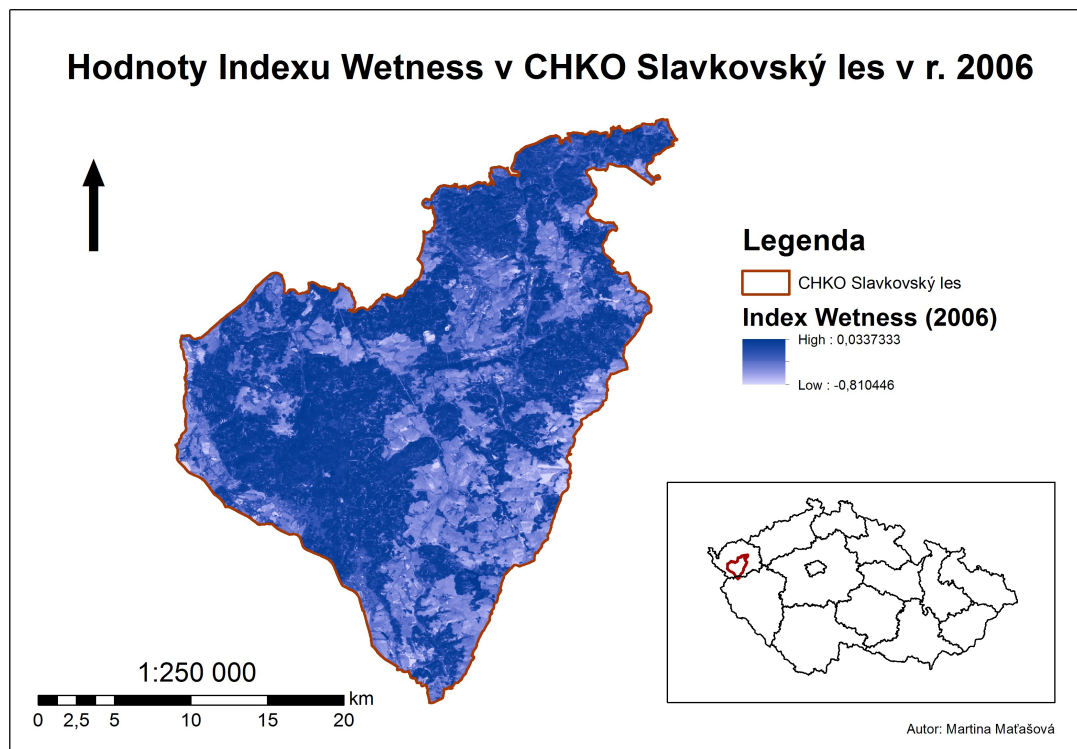 Hodnoty Indexu Wetness v CHKO Slavkovský les v r. 2006
Legenda
CHKO Slavkovský les
Index Wetness (2006)
High : 0,0337333
Low : -0,810446
1:250 000
km
0 2,5 5 10 15 20
Autor: Martina Maťašová